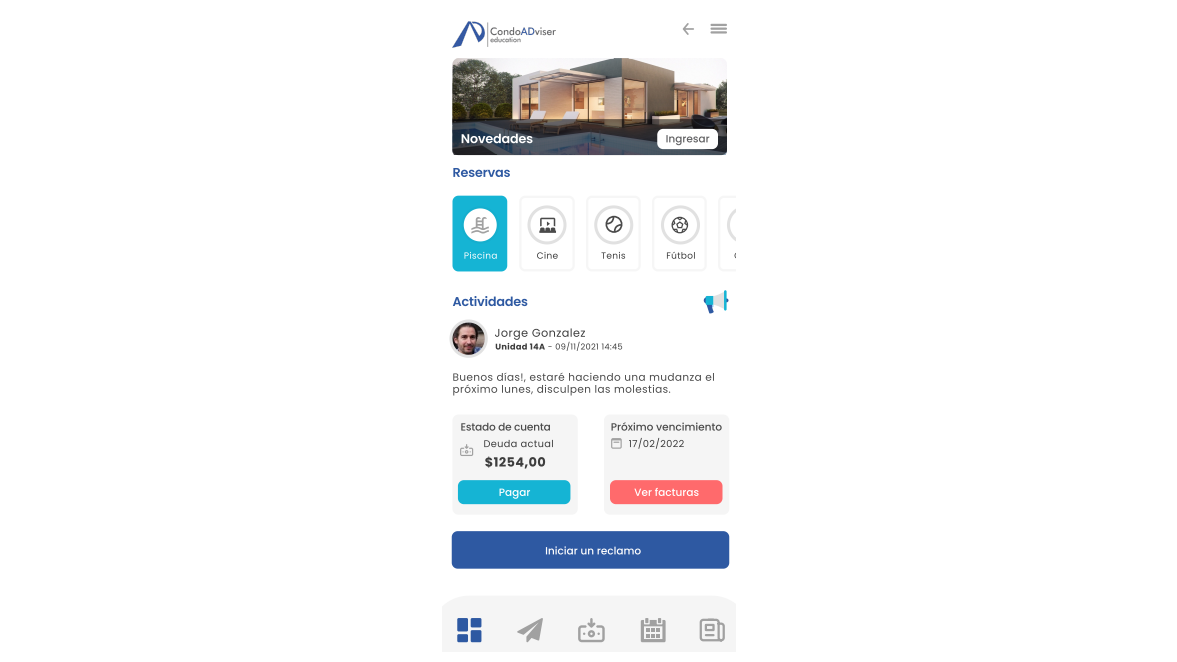 CondoADviser
education
Novedades
Ingresar
Reservas
Piscina
Cine
Tenis
Fútbol
Actividades
Jorge Gonzalez
Unidad 14A - 09/11/2021 14:45
Buenos días!, estaré haciendo una mudanza el
próximo lunes, disculpen las molestias.
Estado de cuenta
Deuda actual
$1254,00
Pagar
Próximo vencimiento
17/02/2022
Ver facturas
Iniciar un reclamo